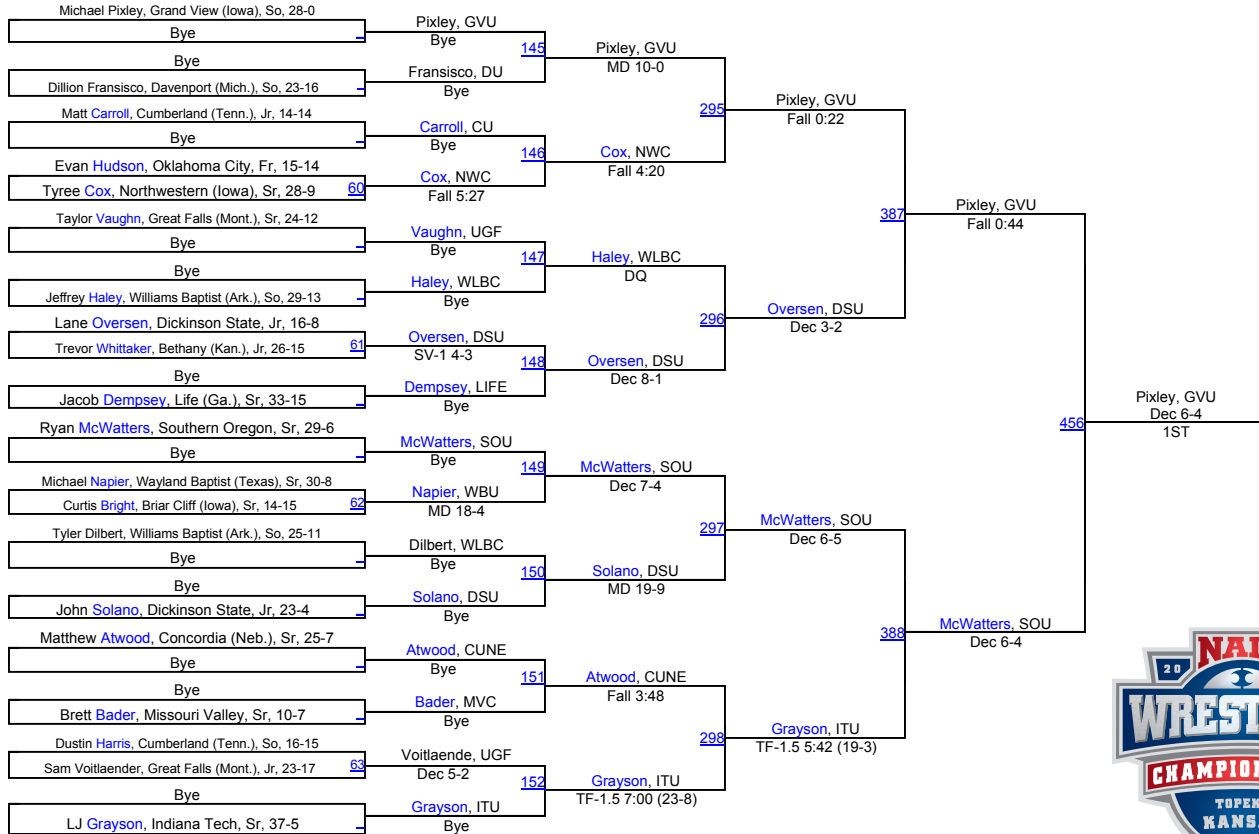 Michael Pixley, Grand View (Iowa), So, 28-0
Bye
Bye
Dillion Fransisco, Davenport (Mich.), So, 23-16
Matt Carroll, Cumberland (Tenn.), Jr, 14-14
Bye
Evan Hudson, Oklahoma City, Fr, 15-14
Tyree Cox, Northwestern (Iowa), Sr, 28-9
60
Taylor Vaughn, Great Falls (Mont.), Sr, 24-12
Bye
Bye
Jeffrey Haley, Williams Baptist (Ark.), So, 29-13
Lane Oversen, Dickinson State, Jr, 16-8
Trevor Whittaker, Bethany (Kan.), Jr, 26-15
61
Bye
Jacob Dempsey, Life (Ga.), Sr, 33-15
Ryan McWatters, Southern Oregon, Sr, 29-6
Bye
Michael Napier, Wayland Baptist (Texas), Sr, 30-8
Curtis Bright, Briar Cliff (Iowa), Sr, 14-15
62
Tyler Dilbert, Williams Baptist (Ark.), So, 25-11
Bye
Bye
John Solano, Dickinson State, Jr, 23-4
Matthew Atwood, Concordia (Neb.), Sr, 25-7
Bye
Bye
Brett Bader, Missouri Valley, Sr, 10-7
Dustin Harris, Cumberland (Tenn.), So, 16-15
Sam Voitlaender, Great Falls (Mont.), Jr, 23-17
63
Bye
LJ Grayson, Indiana Tech, Sr, 37-5
Pixley, GVU
Bye
145
Fransisco, DU
Bye
Carroll, CU
Bye
146
Cox, NWC
Fall 5:27
Vaughn, UGF
Bye
147
Haley, WLBC
Bye
Oversen, DSU
SV-1 4-3
148
Dempsey, LIFE
Bye
McWatters, SOU
Bye
149
Napier, WBU
MD 18-4
Dilbert, WLBC
Bye
150
Solano, DSU
Bye
Atwood, CUNE
Bye
151
Bader, MVC
Bye
Voitlaende, UGF
Dec 5-2
152
Grayson, ITU
Bye
Pixley, GVU
MD 10-0
295
Cox, NWC
Fall 4:20
Haley, WLBC
DQ
296
Oversen, DSU
Dec 8-1
McWatters, SOU
Dec 7-4
297
Solano, DSU
MD 19-9
Atwood, CUNE
Fall 3:48
298
Grayson, ITU
TF-1.5 7:00 (23-8)
Pixley, GVU
Fall 0:22
387
Oversen, DSU
Dec 3-2
McWatters, SOU
Dec 6-5
388
Grayson, ITU
TF-1.5 5:42 (19-3)
Pixley, GVU
Fall 0:44
456
McWatters, SOU
Dec 6-4
Pixley, GVU
Dec 6-4
1ST
20